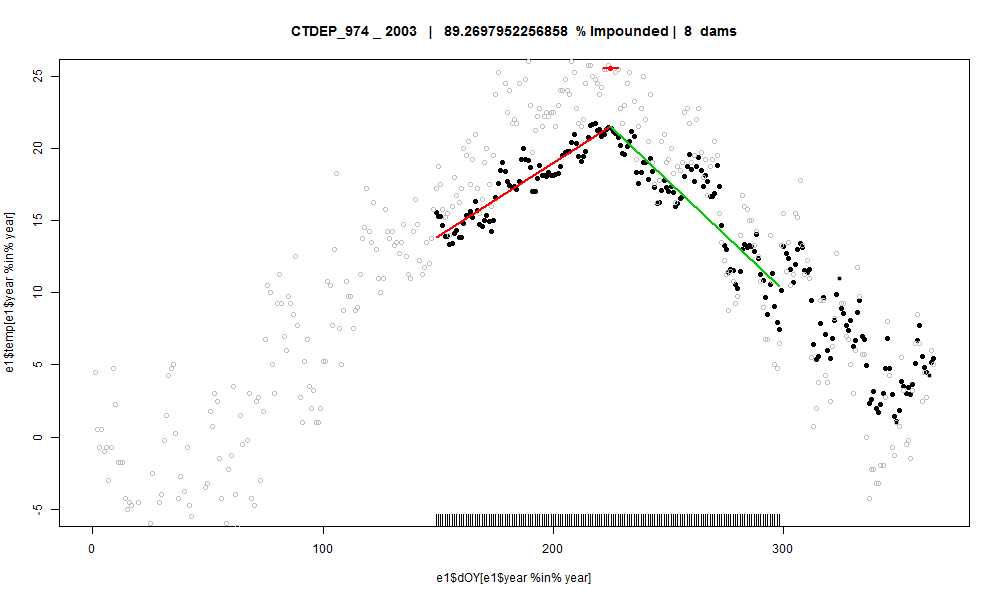 CTDEP_974 _ 2003 | 89.2697952256858 % Impounded | 8 dams
25
20
15
10
5
0
-5
e1$temp[e1$year %in% year]
0 100 200 300
e1$dOY[e1$year %in% year]